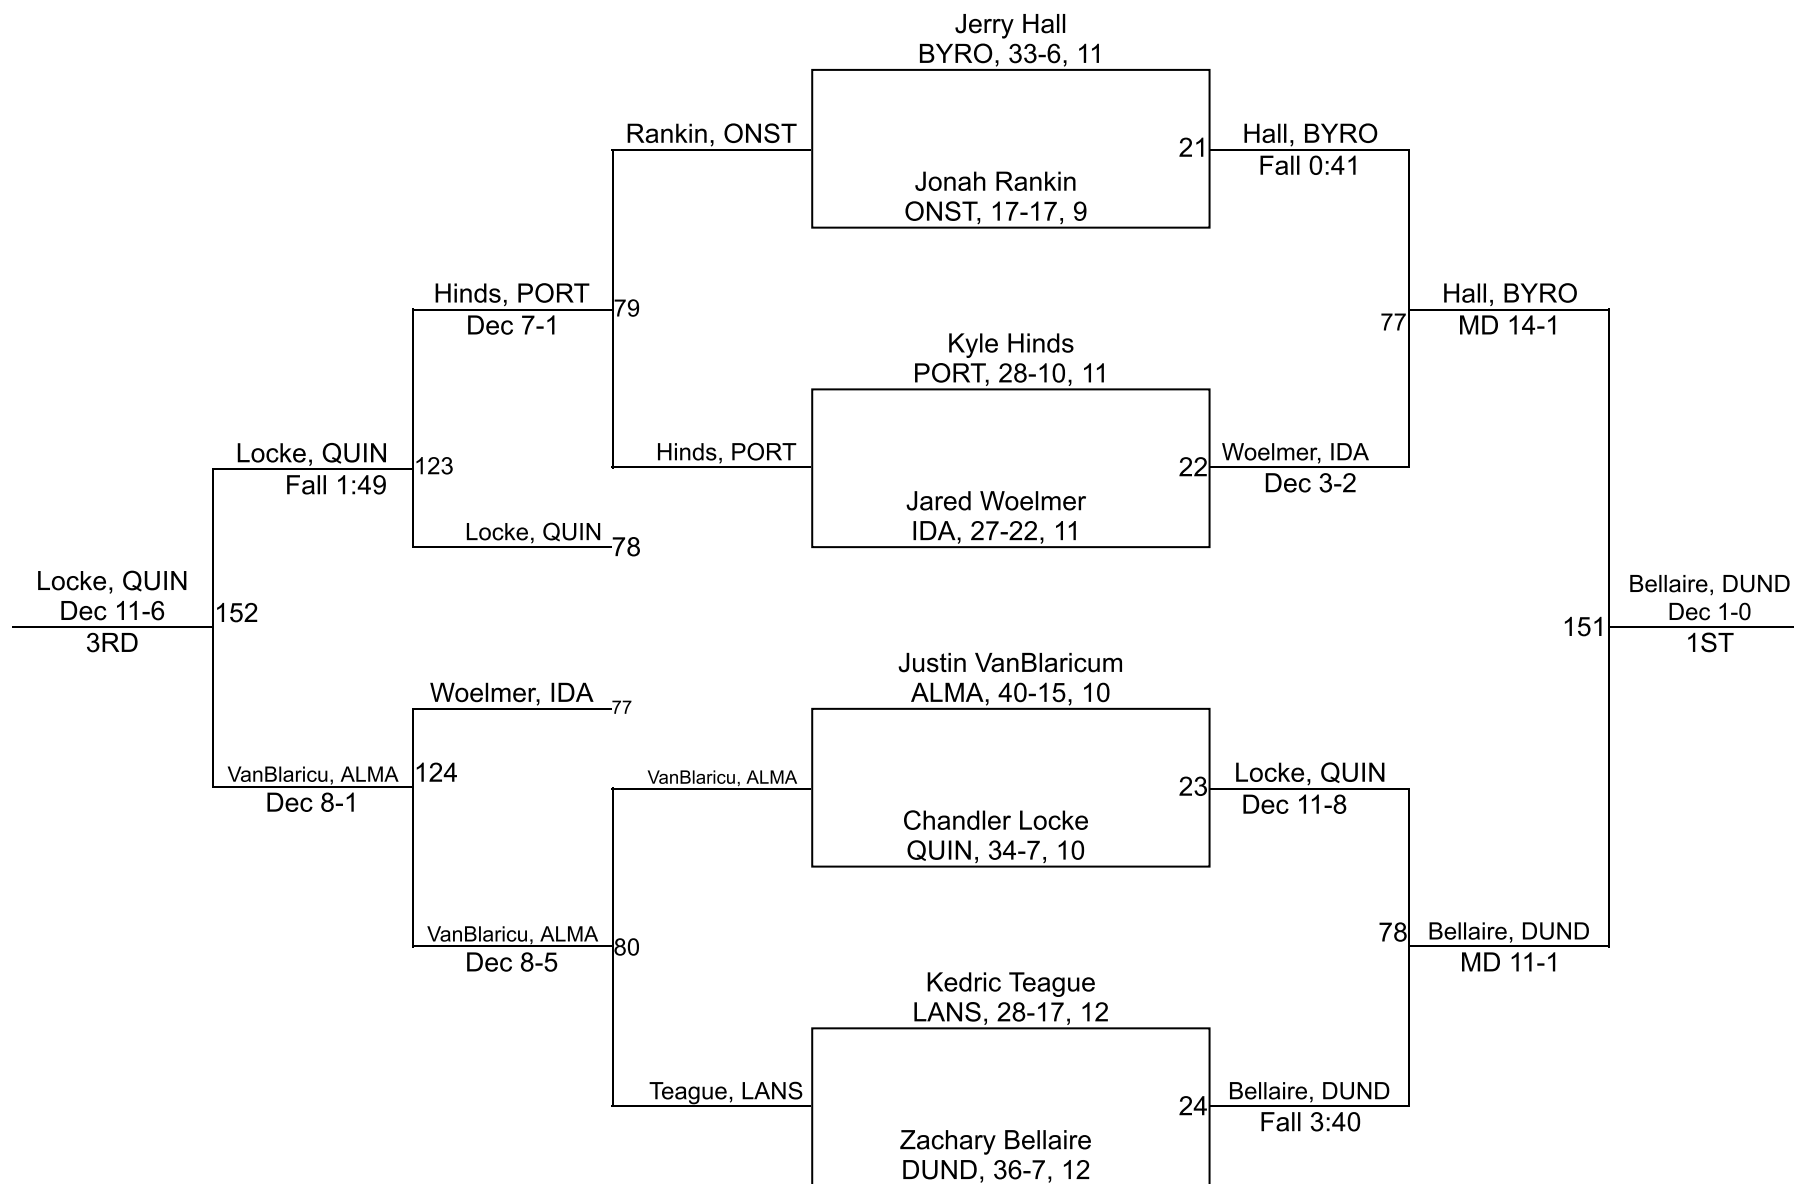 Jerry Hall
BYRO, 33-6, 11
Rankin, ONST
21
Hall, BYRO
Fall 0:41
Jonah Rankin
ONST, 17-17, 9
Hinds, PORT
Dec 7-1
79
77
Hall, BYRO
MD 14-1
Kyle Hinds
PORT, 28-10, 11
Locke, QUIN
Fall 1:49
123
Hinds, PORT
22
Woelmer, IDA
Dec 3-2
Jared Woelmer
IDA, 27-22, 11
Locke, QUIN
78
Locke, QUIN
Dec 11-6
3RD
152
151
Bellaire, DUND
Dec 1-0
1ST
Woelmer, IDA
77
Justin VanBlaricum
ALMA, 40-15, 10
VanBlaricu, ALMA
Dec 8-1
124
VanBlaricu, ALMA
23
Locke, QUIN
Dec 11-8
Chandler Locke
QUIN, 34-7, 10
VanBlaricu, ALMA
Dec 8-5
80
78
Bellaire, DUND
MD 11-1
Kedric Teague
LANS, 28-17, 12
Teague, LANS
24
Bellaire, DUND
Fall 3:40
Zachary Bellaire
DUND, 36-7, 12